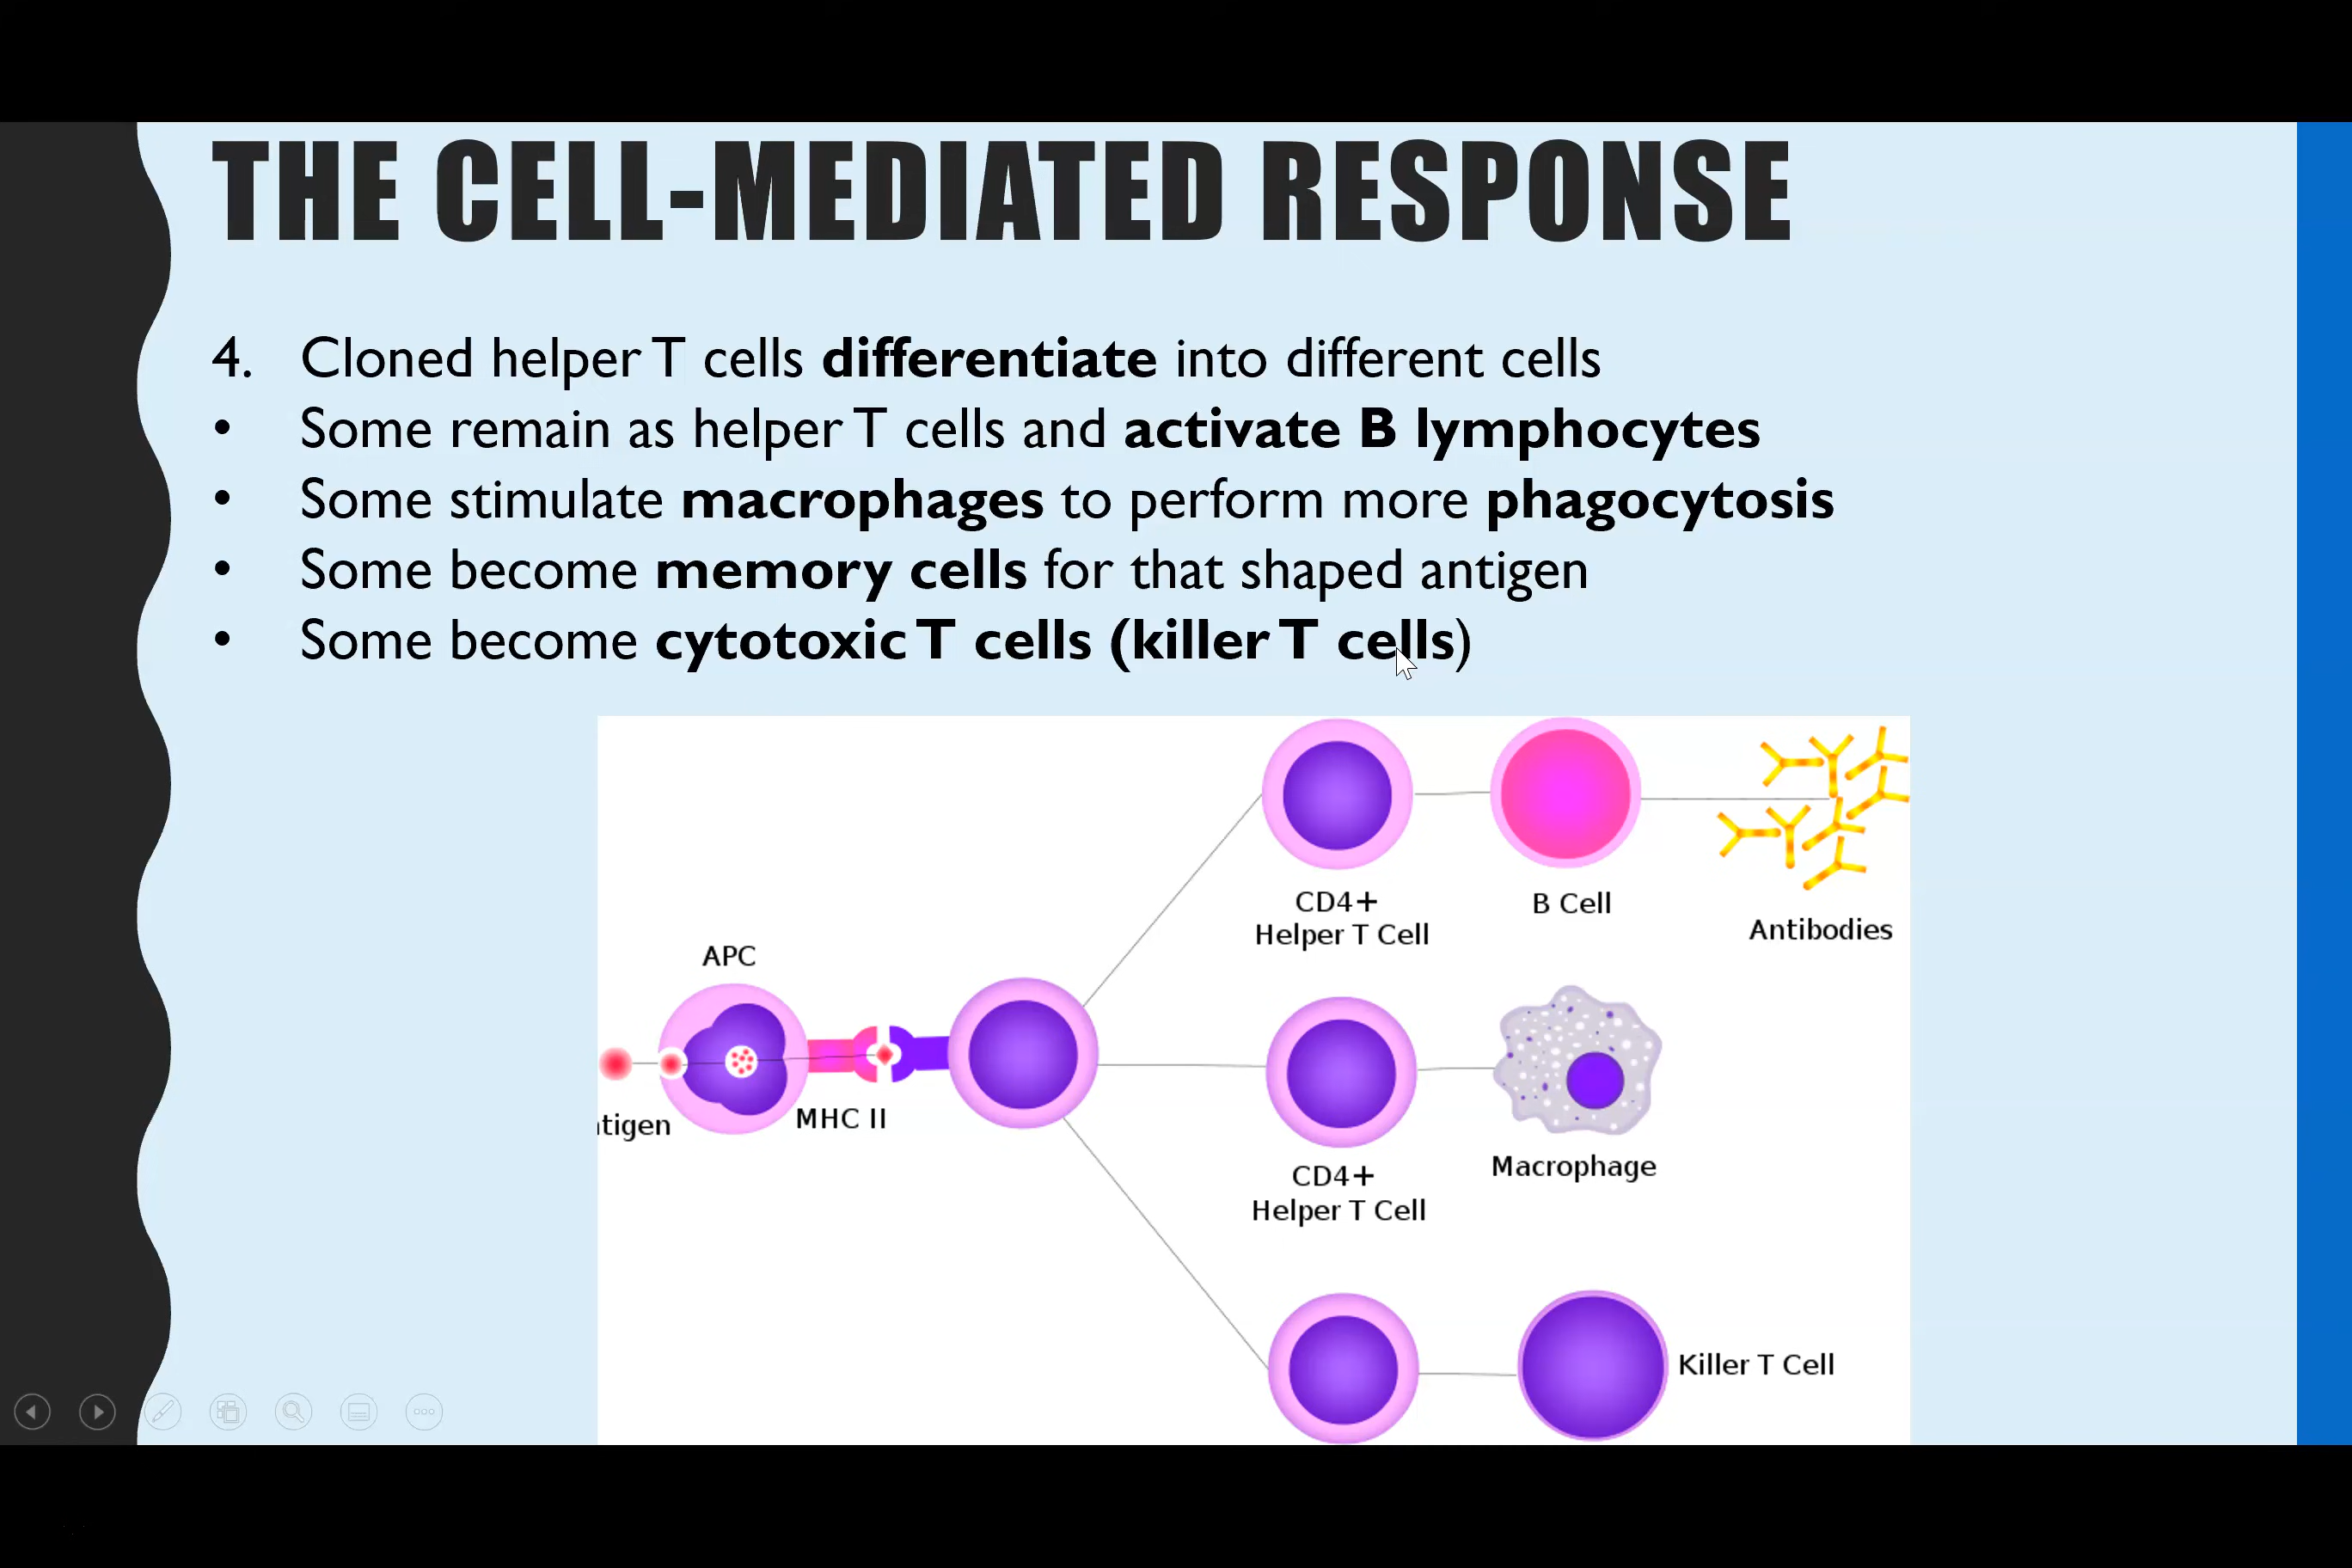 THE CELL-MEDIATED RESPONSE
4. Cloned helper T cells differentiate into different cells
• Some remain as helper T cells and activate B lymphocytes
• Some stimulate macrophages to perform more phagocytosis
• Some become memory cells for that shaped antigen
• Some become cytotoxic T cells (killer T cells)
CD4+
Helper T Cell
B Cell
Antibodies
APC
tigen
MHC II
CD4+
Helper T Cell
Macrophage
Killer T Cell